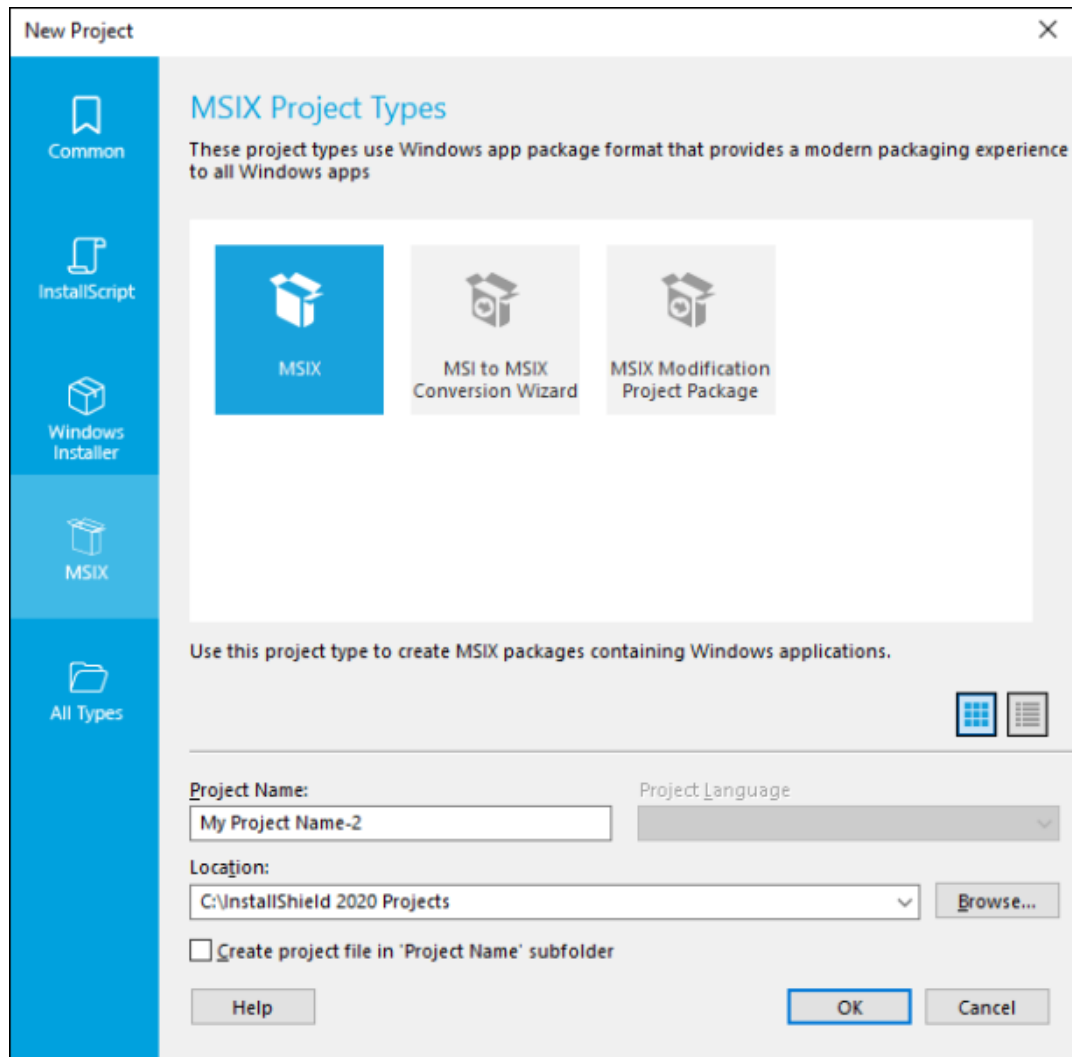 New Project
Common
InstallScript
Windows
Installer
MSIX
All Types
MSIX Project Types
These project types use Windows app package format that provides a modern packaging experience
to all Windows apps
MSIX
MSI to MSIX
Conversion Wizard
MSIX Modification
Project Package
Use this project type to create MSIX packages containing Windows applications.
Project Name:
Project Language
My Project Name-2
Location:
C:\InstallShield 2020 Projects
Browse...
Create project file in 'Project Name' subfolder
Help
OK
Cancel